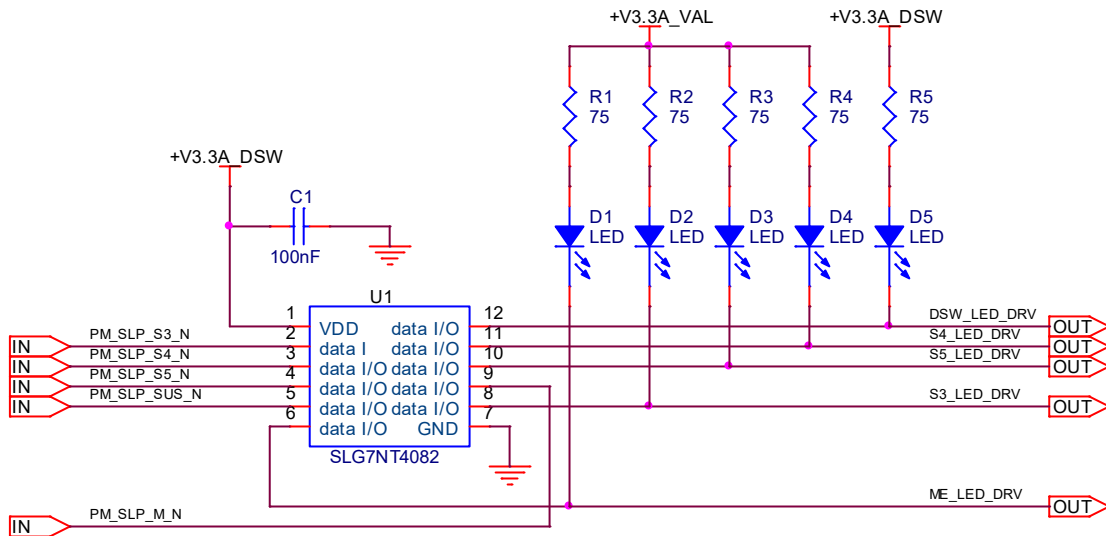 +V3.3A_VAL
+V3.3A_DSW
R1
75
R2
75
R3
75
R4
75
R5
75
+V3.3A_DSW
C1
100nF
D1
LED
D2
LED
D3
LED
D4
LED
D5
LED
U1
1 VDD data I/O 12 DSW_LED_DRV OUT
IN PM_SLP_S3_N 2 data I data I/O 11 S4_LED_DRV OUT
IN PM_SLP_S4_N 3 data I/O data I/O 10 S5_LED_DRV OUT
IN PM_SLP_S5_N 4 data I/O data I/O 9
IN PM_SLP_SUS_N 5 data I/O data I/O 8 S3_LED_DRV OUT
6 data I/O GND 7
SLG7NT4082
ME_LED_DRV OUT
IN PM_SLP_M_N